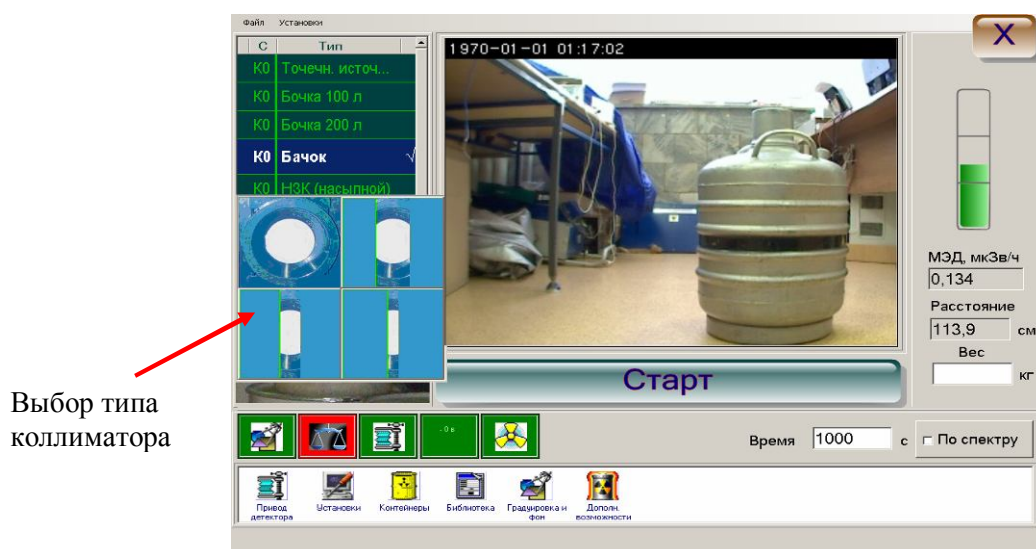 Файл Установки
С Тип
К0 Точечн. источ...
К0 Бочка 100 л
К0 Бочка 200 л
К0 Бачок √
К0 НЗК (насыпной)
1970-01-01 01:17:02
X
МЭД, мкЗв/ч
0,134
Расстояние
113,9 см
Вес
кг
Старт
Выбор типа
коллиматора
- 0 в
Время 1000 с По спектру
Привод
детектора
Установки
Контейнеры
Библиотека
Градуировка и
фон
Дополн.
возможности